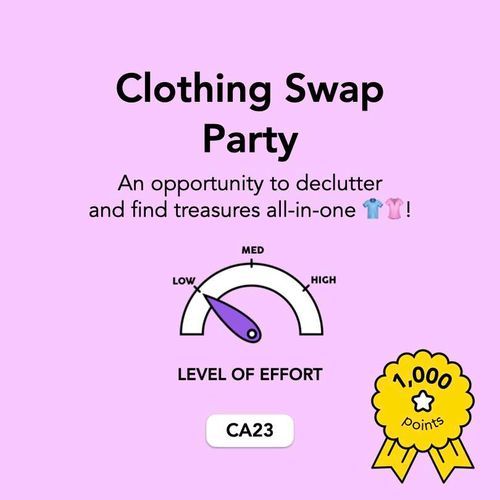 Clothing Swap
Party
An opportunity to declutter
and find treasures all-in-one 👕👚!
MED
LOW
HIGH
LEVEL OF EFFORT
CA23
1,000
points